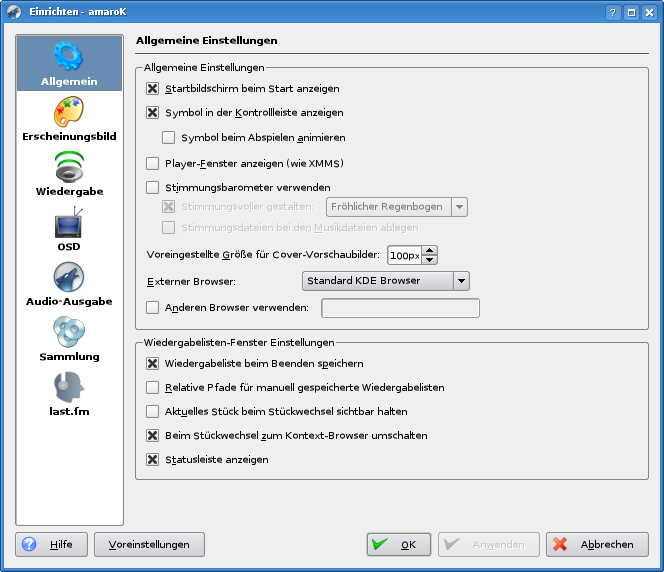 Einrichten - amaroK
Allgemein
Erscheinungsbild
Wiedergabe
OSD
Audio-Ausgabe
Sammlung
last.fm
Allgemeine Einstellungen
Allgemeine Einstellungen
Startbildschirm beim Start anzeigen
Symbol in der Kontrollleiste anzeigen
Symbol beim Abspielen animieren
Player-Fenster anzeigen (wie XMMS)
Stimmungsbarometer verwenden
Stimmungsvoller gestalten: Fröhlicher Regenbogen
Stimmungsdateien bei den Musikdateien ablegen
Voreingestellte Größe für Cover-Vorschaubilder: 100px
Externer Browser: Standard KDE Browser
Anderen Browser verwenden:
Wiedergabelisten-Fenster Einstellungen
Wiedergabeliste beim Beenden speichern
Relative Pfade für manuell gespeicherte Wiedergabelisten
Aktuelles Stück beim Stückwechsel sichtbar halten
Beim Stückwechsel zum Kontext-Browser umschalten
Statusleiste anzeigen
Hilfe Voreinstellungen OK Anwenden Abbrechen